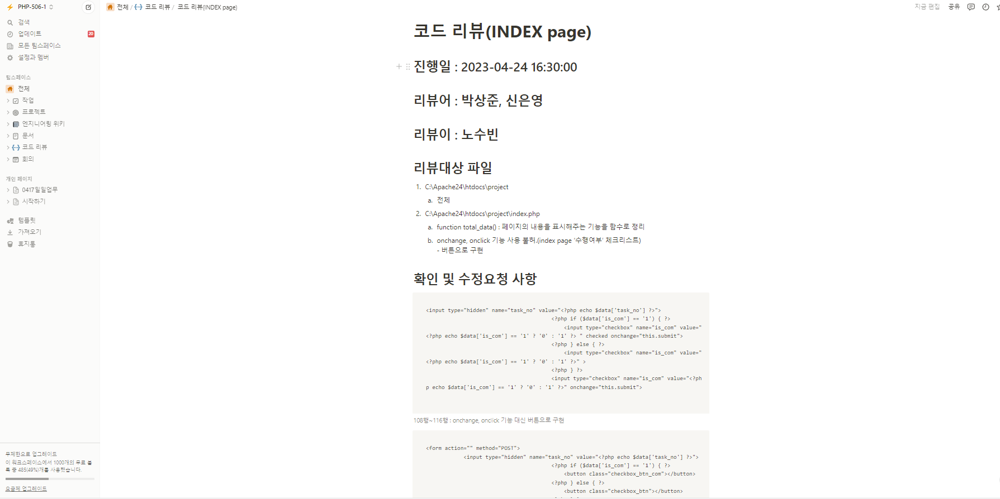 PHP-506-1
전체 / 코드 리뷰 / 코드 리뷰(INDEX page)
지금 편집 공유
검색
업데이트 20
모든 팀스페이스
설정과 멤버
팀스페이스
전체
작업
프로젝트
엔지니어링 위키
문서
코드 리뷰
회의
개인 페이지
0417일일업무
시작하기
템플릿
가져오기
휴지통
무제한으로 업그레이드
이 워크스페이스에서 1000개의 무료 블
록 중 485(49%)개를 사용했습니다.
요금제 업그레이드
코드 리뷰(INDEX page)
진행일 : 2023-04-24 16:30:00
리뷰어 : 박상준, 신은영
리뷰이 : 노수빈
리뷰대상 파일
1. C:\Apache24\htdocs\project
a. 전체
2. C:\Apache24\htdocs\project\index.php
a. function total_data() : 페이지의 내용을 표시해주는 기능을 함수로 정리
b. onchange, onclick 기능 사용 불허.(index page ‘수행여부’ 체크리스트)
- 버튼으로 구현
확인 및 수정요청 사항
<input type="hidden" name="task_no" value="<?php echo $data['task_no'] ?>">
<?php if ($data['is_com'] == '1') { ?>
<input type="checkbox" name="is_com" value="
<?php echo $data['is_com'] == '1' ? '0' : '1' ?> " checked onchange="this.submit">
<?php } else { ?>
<input type="checkbox" name="is_com" value="
<?php echo $data['is_com'] == '1' ? '0' : '1' ?>" >
<?php } ?>
<input type="checkbox" name="is_com" value="<?ph
p echo $data['is_com'] == '1' ? '0' : '1' ?>" onchange="this.submit">
108행~116행 : onchange, onclick 기능 대신 버튼으로 구현
<form action="" method="POST">
<input type="hidden" name="task_no" value="<?php echo $data['task_no'] ?>">
<?php if ($data['is_com'] == '1') { ?>
<button class="checkbox_btn_com"></button>
<?php } else { ?>
<button class="checkbox_btn"></button>